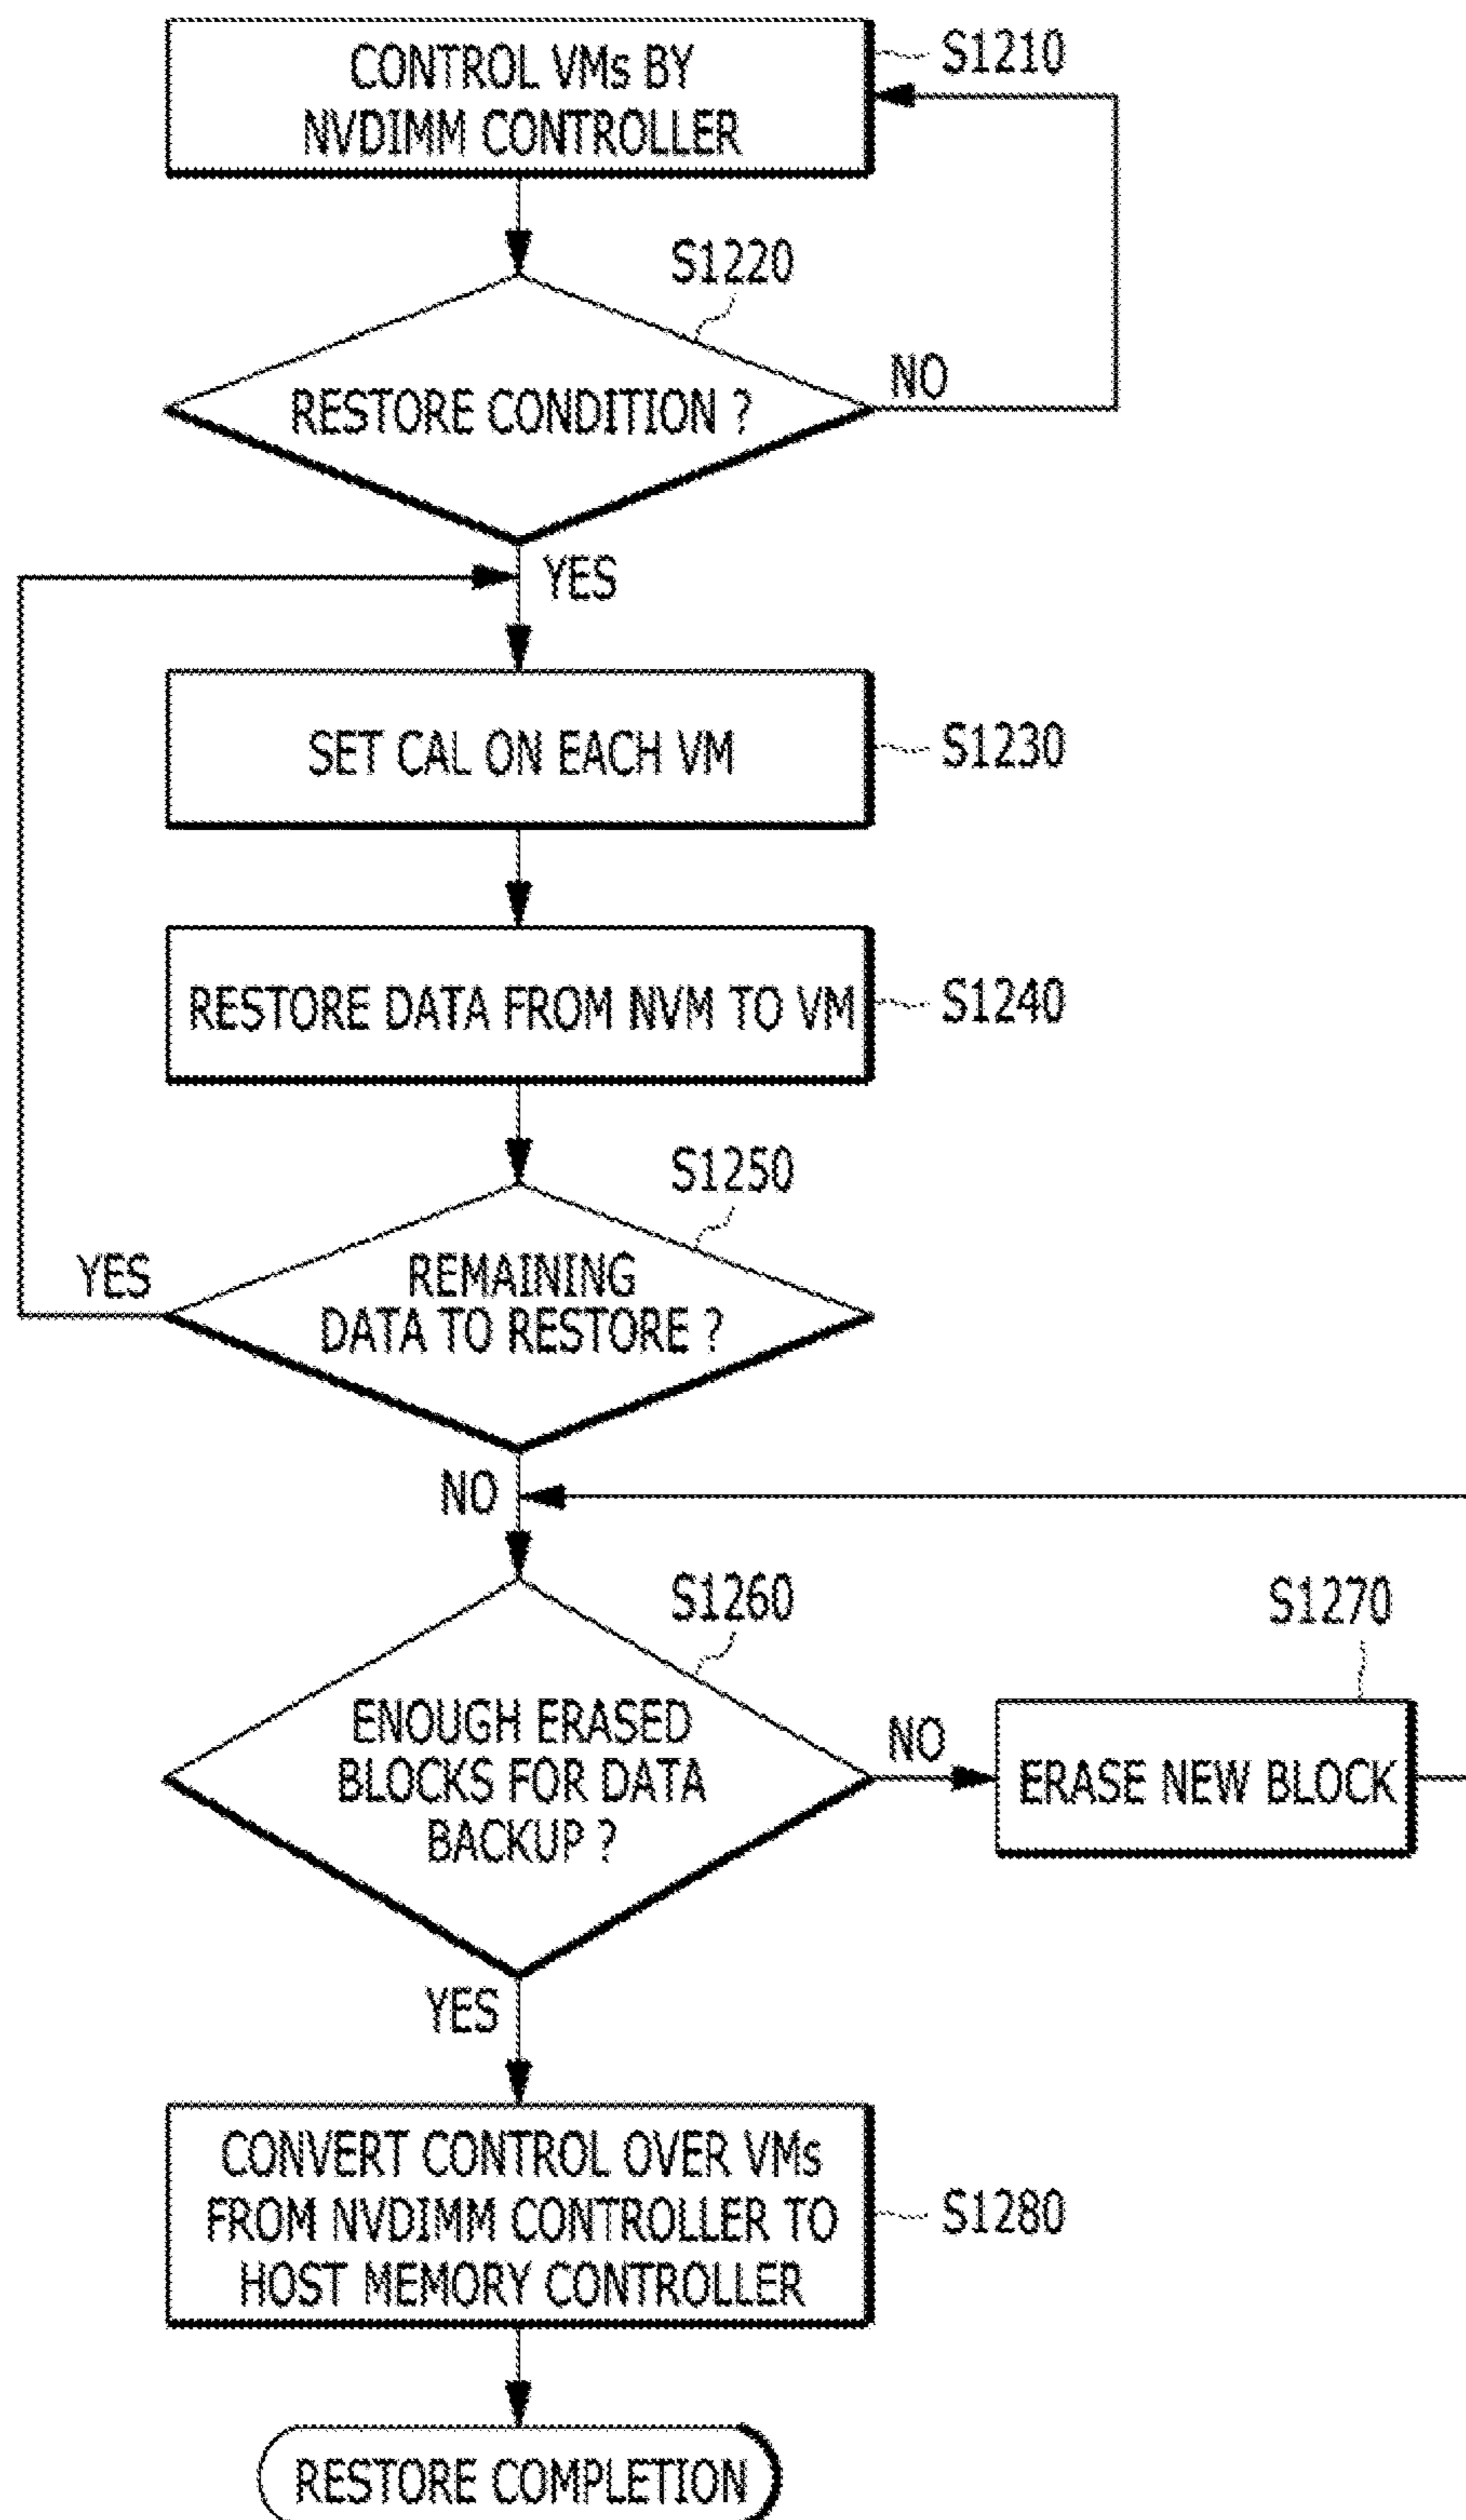 CONTROL VMs BY
NVDIMM CONTROLLER
S1210
S1220
RESTORE CONDITION ?
NO
YES
SET CAL ON EACH VM
S1230
RESTORE DATA FROM NVM TO VM
S1240
S1250
YES
REMAINING
DATA TO RESTORE ?
NO
S1260
S1270
ENOUGH ERASED
BLOCKS FOR DATA
BACKUP ?
NO
ERASE NEW BLOCK
YES
CONVERT CONTROL OVER VMs
FROM NVDIMM CONTROLLER TO
HOST MEMORY CONTROLLER
S1280
RESTORE COMPLETION